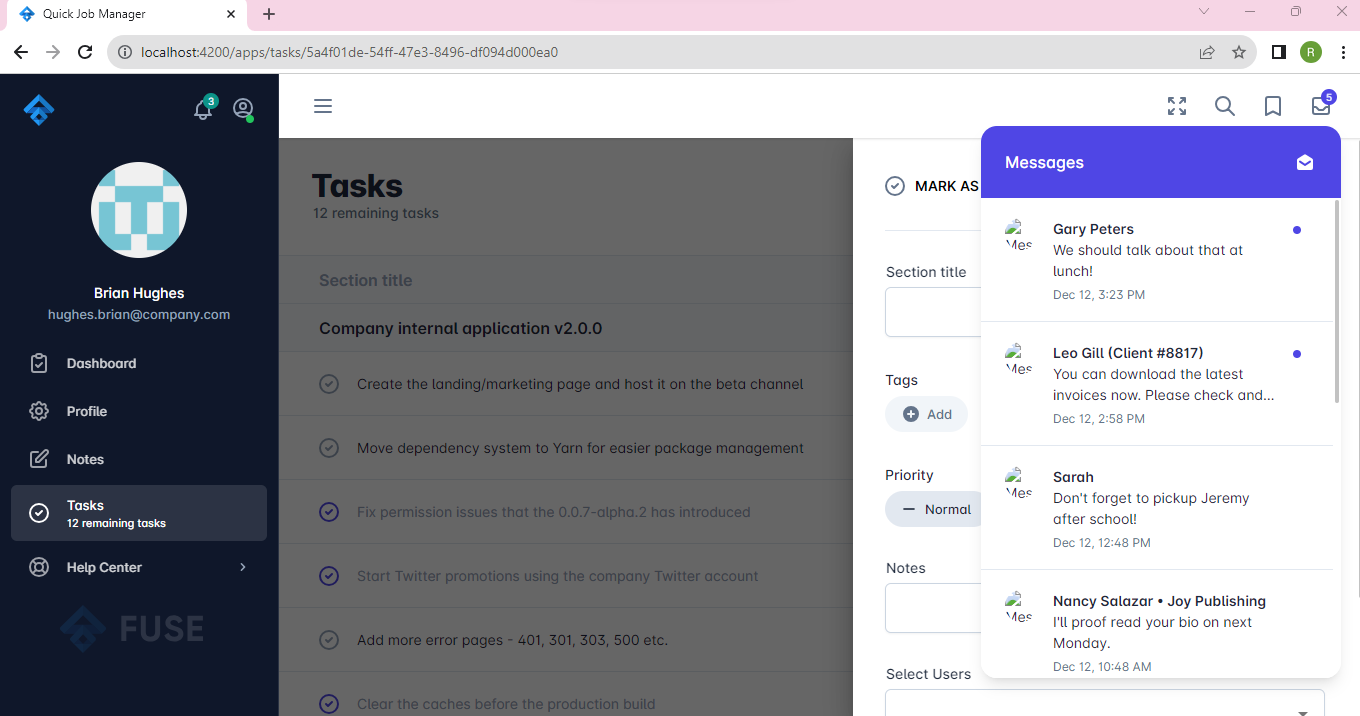 Quick Job Manager
localhost:4200/apps/tasks/5a4f01de-54ff-47e3-8496-df094d000ea0
R
3
5
Brian Hughes
hughes.brian@company.com
Dashboard
Profile
Notes
Tasks
12 remaining tasks
Help Center
FUSE
Tasks
12 remaining tasks
Section title
Company internal application v2.0.0
Create the landing/marketing page and host it on the beta channel
Move dependency system to Yarn for easier package management
Fix permission issues that the 0.0.7-alpha.2 has introduced
Start Twitter promotions using the company Twitter account
Add more error pages - 401, 301, 303, 500 etc.
Clear the caches before the production build
MARK AS
Section title
Tags
Add
Priority
Normal
Notes
Select Users
Messages
Mes
Gary Peters
We should talk about that at
lunch!
Dec 12, 3:23 PM
Mes
Leo Gill (Client #8817)
You can download the latest
invoices now. Please check and...
Dec 12, 2:58 PM
Mes
Sarah
Don't forget to pickup Jeremy
after school!
Dec 12, 12:48 PM
Mes
Nancy Salazar • Joy Publishing
I'll proof read your bio on next
Monday.
Dec 12, 10:48 AM